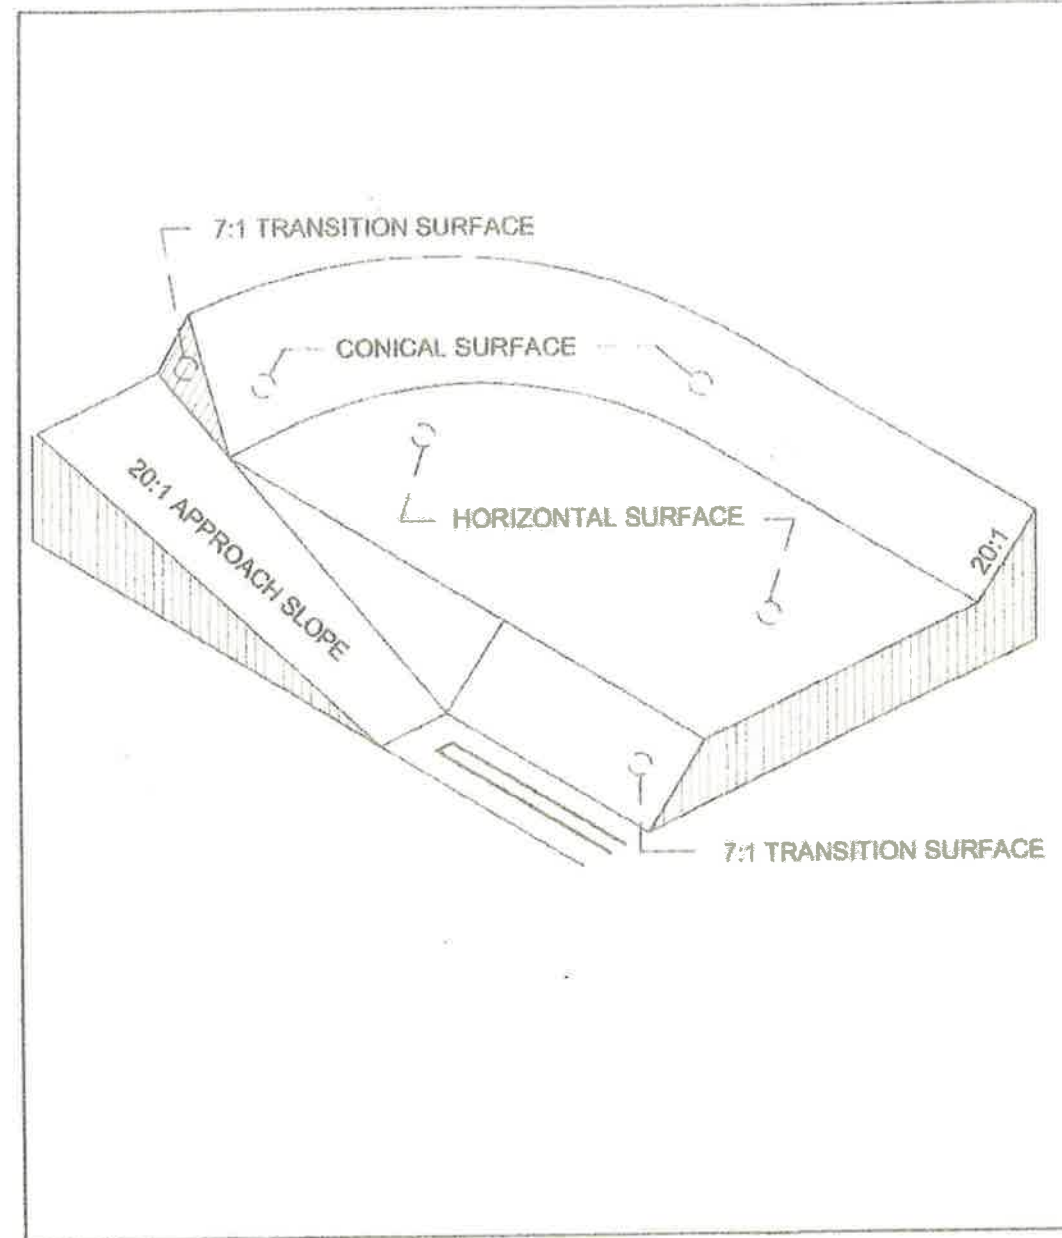 7:1 TRANSITION SURFACE
CONICAL SURFACE
HORIZONTAL SURFACE
20:1 APPROACH SLOPE
20:1
7:1 TRANSITION SURFACE